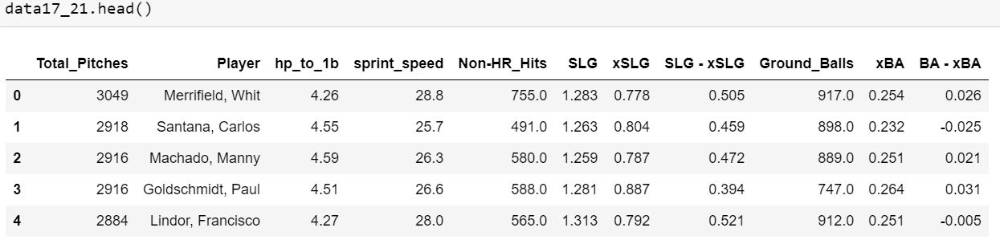 data17_21.head()
Total_Pitches Player hp_to_1b sprint_speed Non-HR_Hits SLG xSLG SLG - xSLG Ground_Balls xBA BA - xBA
0 3049 Merrifield, Whit 4.26 28.8 755.0 1.283 0.778 0.505 917.0 0.254 0.026
1 2918 Santana, Carlos 4.55 25.7 491.0 1.263 0.804 0.459 898.0 0.232 -0.025
2 2916 Machado, Manny 4.59 26.3 580.0 1.259 0.787 0.472 889.0 0.251 0.021
3 2916 Goldschmidt, Paul 4.51 26.6 588.0 1.281 0.887 0.394 747.0 0.264 0.031
4 2884 Lindor, Francisco 4.27 28.0 565.0 1.313 0.792 0.521 912.0 0.251 -0.005